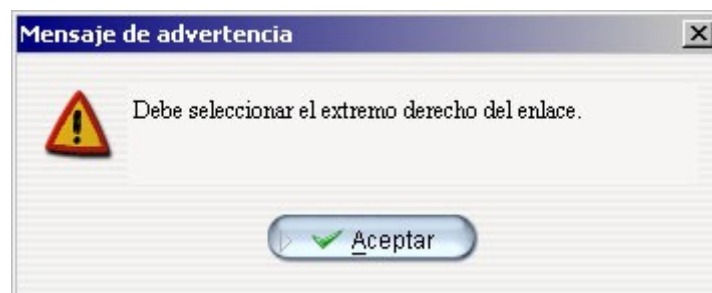 Mensaje de advertencia
Debe seleccionar el extremo derecho del enlace.
Aceptar